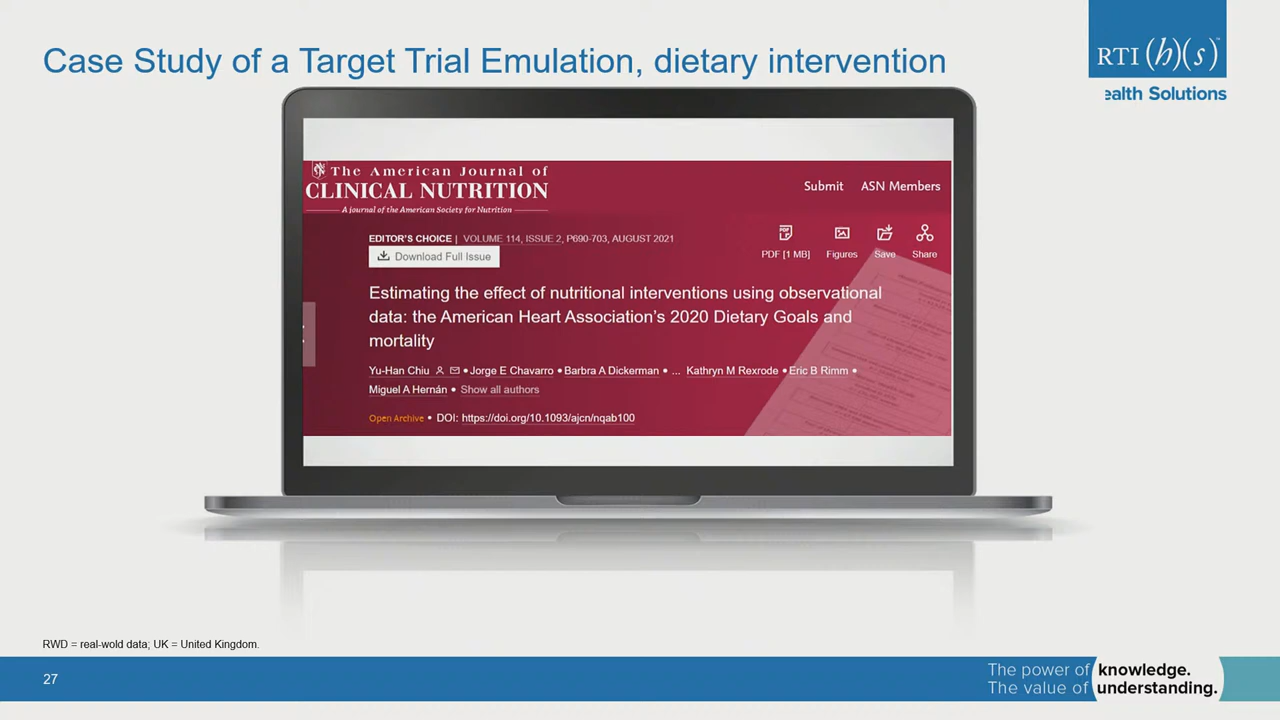 Case Study of a Target Trial Emulation, dietary intervention
RTI (h)(s)™
ealth Solutions
The American Journal of
CLINICAL NUTRITION
A journal of the American Society for Nutrition
Submit ASN Members
EDITOR'S CHOICE | VOLUME 114, ISSUE 2, P690-703, AUGUST 2021
Download Full Issue
PDF [1 MB] Figures Save Share
Estimating the effect of nutritional interventions using observational
data: the American Heart Association's 2020 Dietary Goals and
mortality
Yu-Han Chiu • Jorge E Chavarro • Barbra A Dickerman • ... Kathryn M Rexrode • Eric B Rimm •
Miguel A Hernán • Show all authors
Open Archive • DOI: https://doi.org/10.1093/ajcn/nqab100
RWD = real-wold data; UK = United Kingdom.
27
The power of knowledge.
The value of understanding.